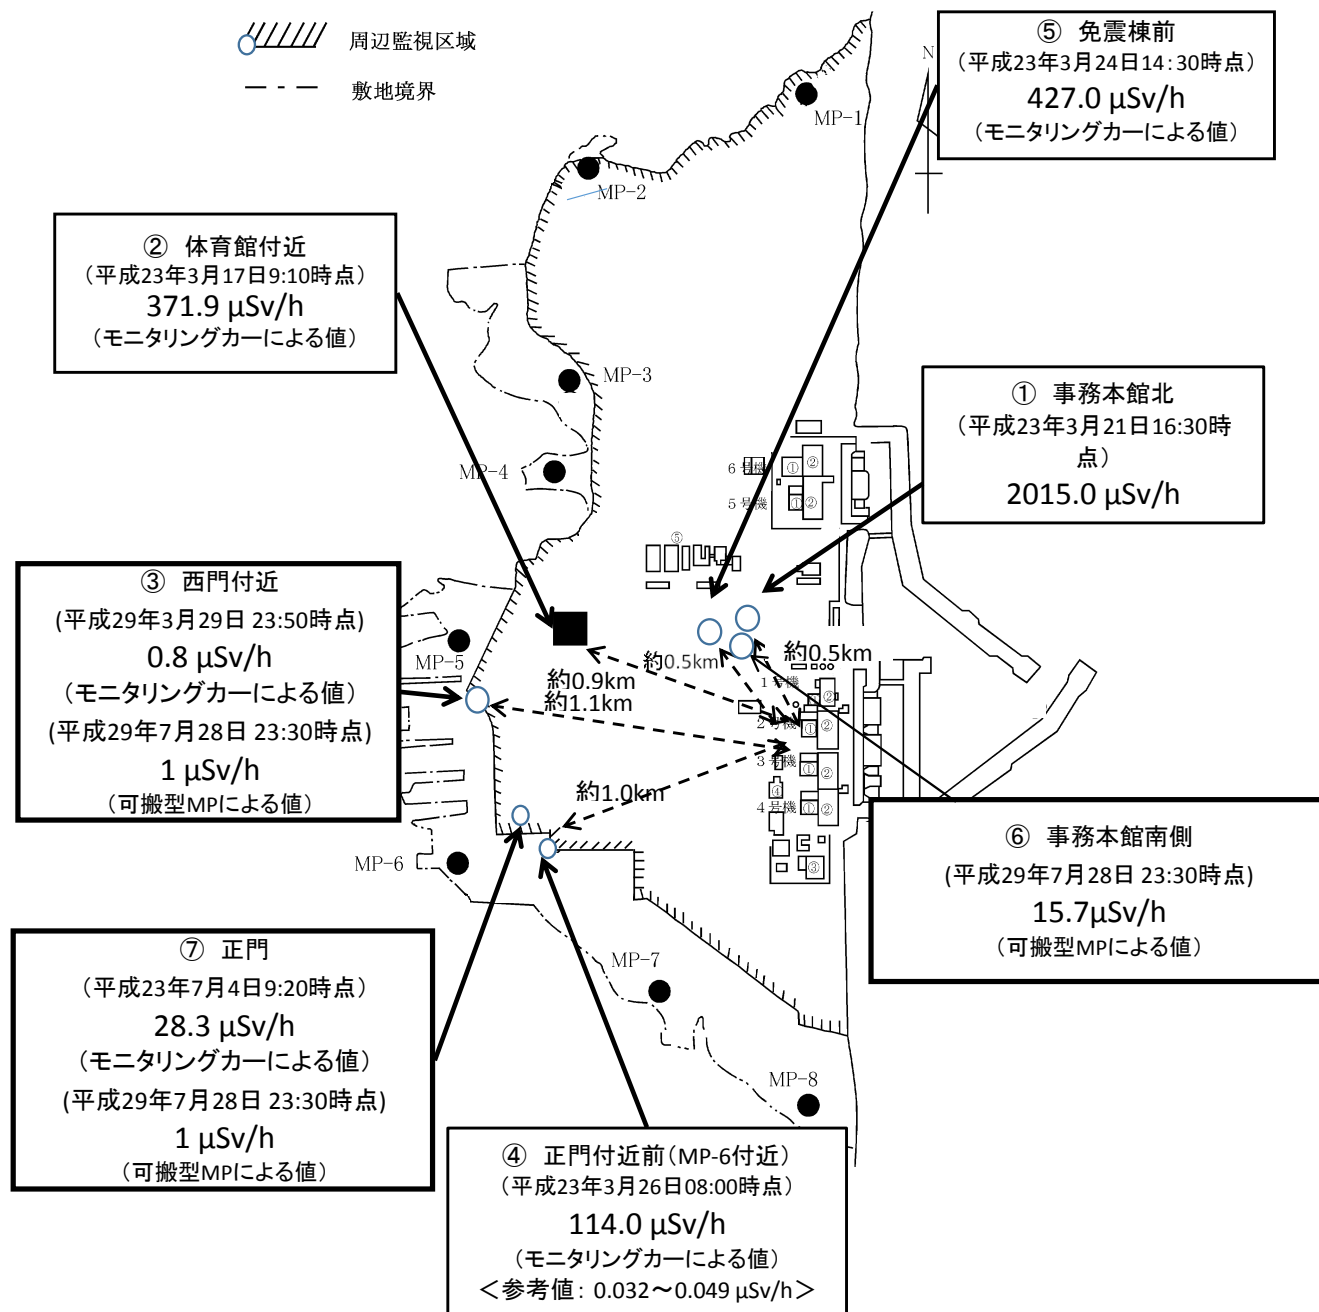 周辺監視区域
敷地境界
⑤ 免震棟前
（平成23年3月24日14：30時点）
427.0 μSv/h
（モニタリングカーによる値）
N
MP-1
MP-2
② 体育館付近
（平成23年3月17日9:10時点）
371.9 μSv/h
（モニタリングカーによる値）
MP-3
① 事務本館北
（平成23年3月21日16:30時
点）
2015.0 μSv/h
MP-4
６号機
①
②
５号機
①
②
⑤
③ 西門付近
(平成29年3月29日 23:50時点)
0.8 μSv/h
（モニタリングカーによる値）
(平成29年7月28日 23:30時点)
1 μSv/h
（可搬型MPによる値）
MP-5
約0.5km
約0.5km
約0.9km
約1.1km
１号機
②
２号機
①
②
３号機
①
②
約1.0km
④
４号機
①
②
③
MP-6
⑥ 事務本館南側
(平成29年7月28日 23:30時点)
15.7μSv/h
（可搬型MPによる値）
⑦ 正門
（平成23年7月4日9:20時点）
28.3 μSv/h
（モニタリングカーによる値）
(平成29年7月28日 23:30時点)
1 μSv/h
（可搬型MPによる値）
MP-7
MP-8
④ 正門付近前（MP-6付近）
（平成23年3月26日08:00時点）
114.0 μSv/h
（モニタリングカーによる値）
＜参考値： 0.032～0.049 μSv/h＞